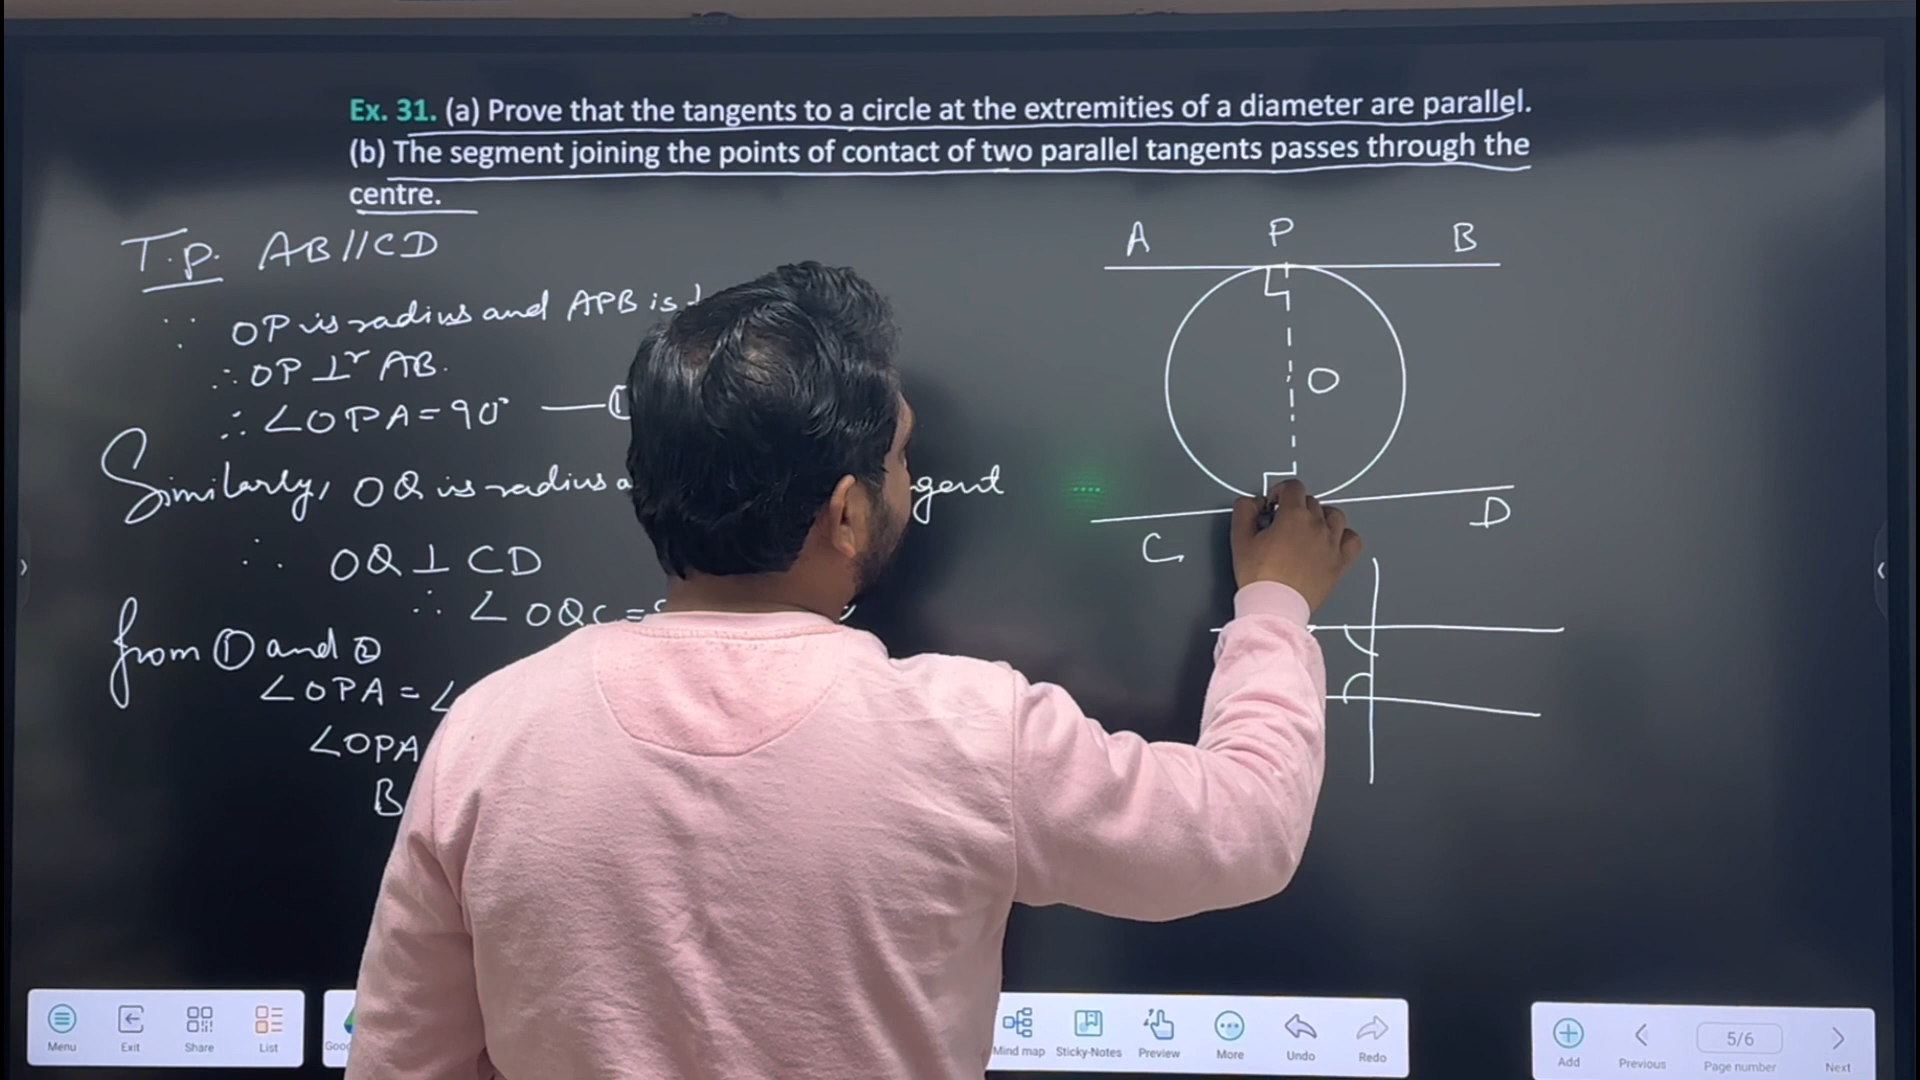 Ex. 31. (a) Prove that the tangents to a circle at the extremities of a diameter are parallel.
(b) The segment joining the points of contact of two parallel tangents passes through the
centre.
T.p. AB//CD
∵ OP is radius and APB is
∴ OP ⊥r AB.
∴ ∠OPA = 90° — ①
Similarly, OQ is radius
∴ OQ ⊥ CD
∴ ∠OQC =
from ① and ②
∠OPA = ∠
∠OPA
A P B
O
C D
Menu Exit Share List
Mind map Sticky-Notes Preview More Undo Redo
Add Previous 5/6 Page number Next